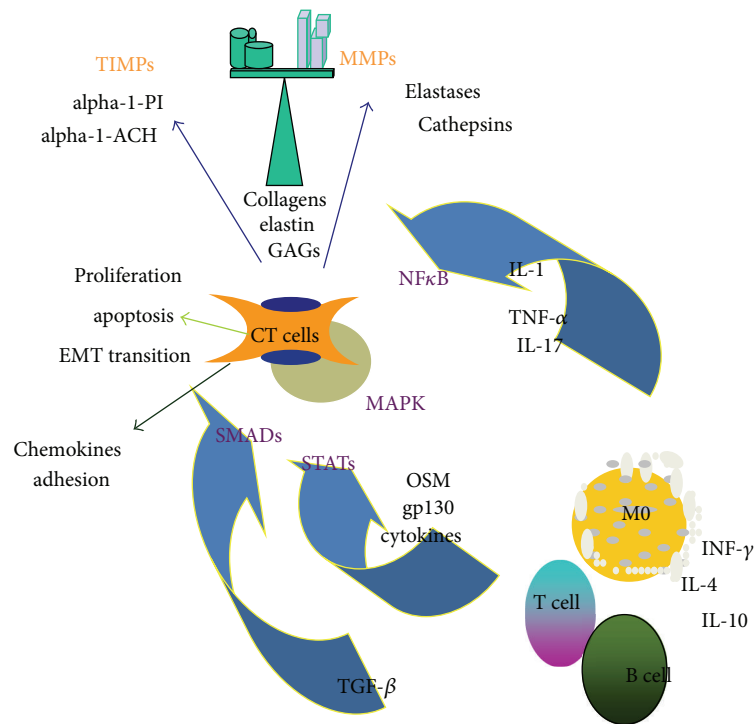 TIMPs
MMPs
alpha-1-PI
alpha-1-ACH
Elastases
Cathepsins
Collagens
elastin
GAGs
Proliferation
apoptosis
EMT transition
CT cells
NFκB
IL-1
TNF-α
IL-17
MAPK
Chemokines
adhesion
SMADs
STATs
OSM
gp130
cytokines
M0
INF-γ
IL-4
IL-10
T cell
B cell
TGF-β